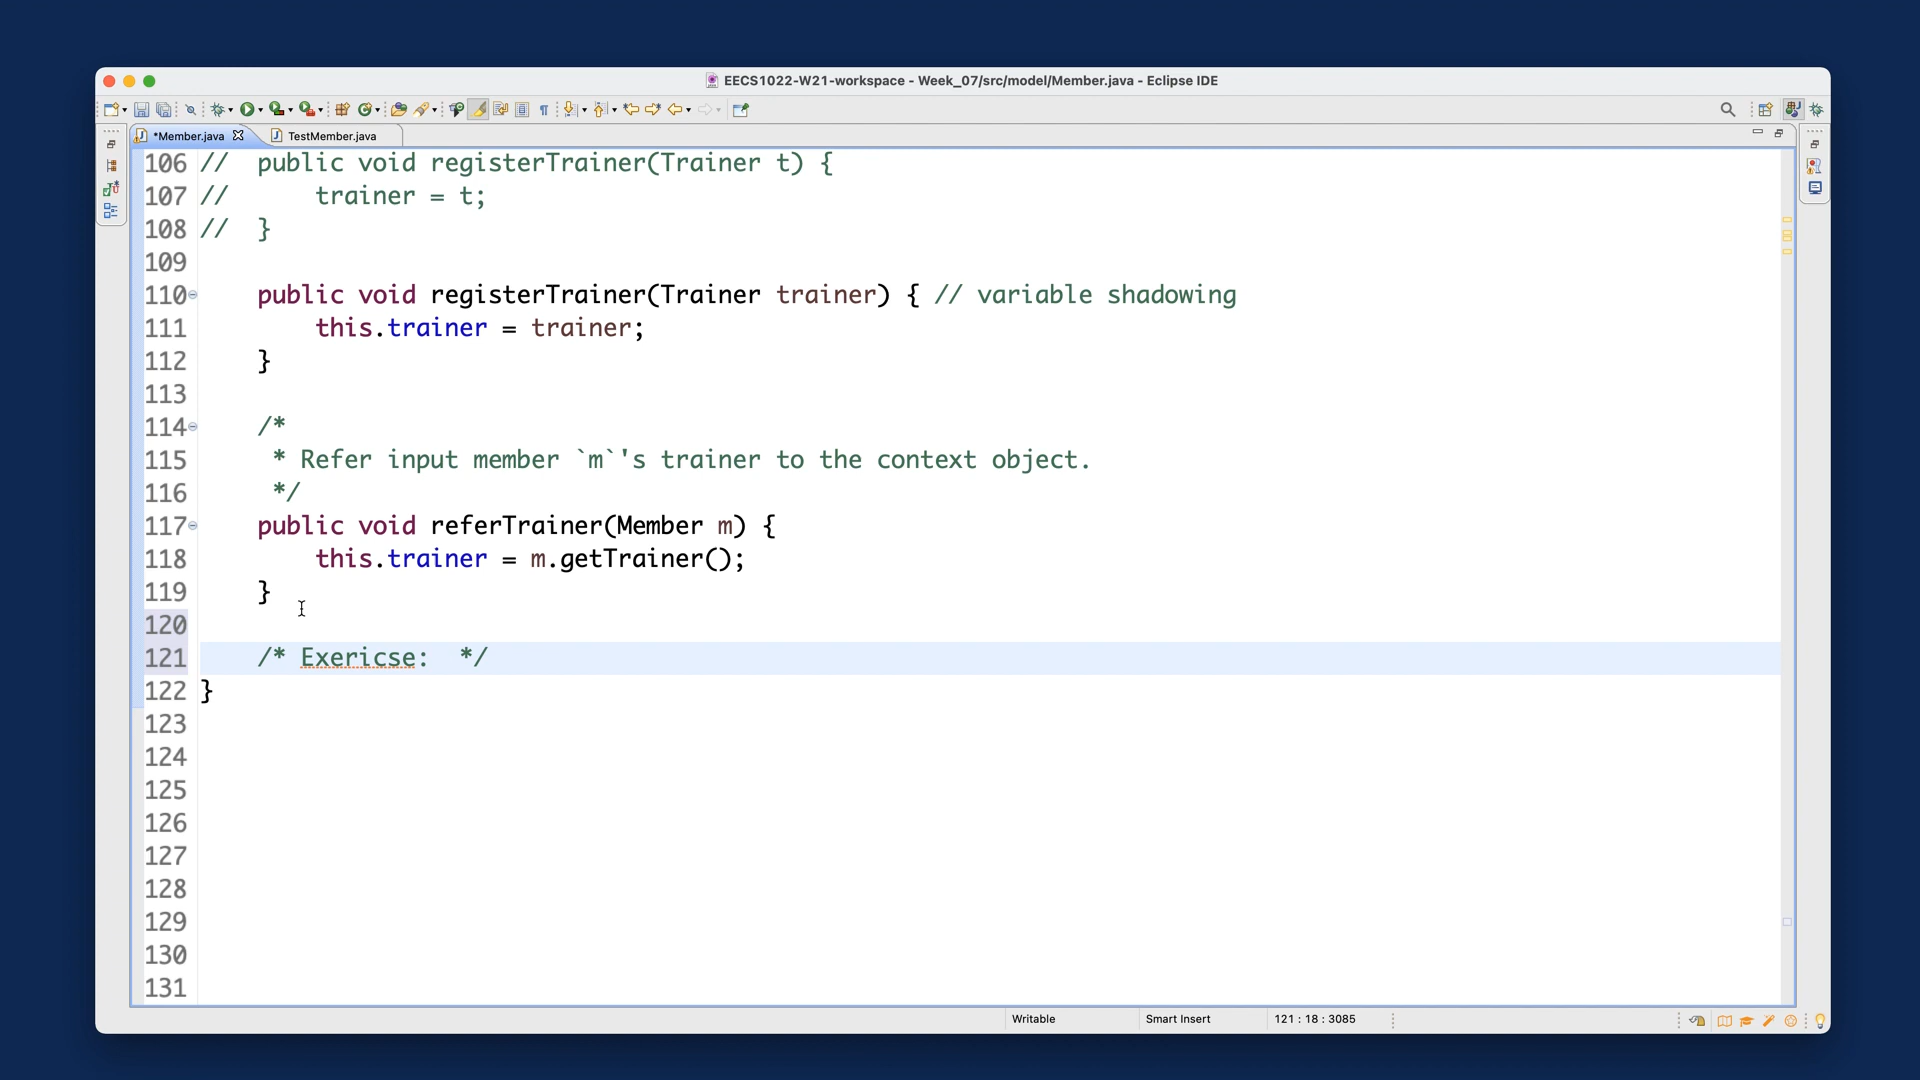 EECS1022-W21-workspace - Week_07/src/model/Member.java - Eclipse IDE
*Member.java TestMember.java
106 //  public void registerTrainer(Trainer t) {
107 //      trainer = t;
108 //  }
109
110     public void registerTrainer(Trainer trainer) { // variable shadowing
111         this.trainer = trainer;
112     }
113
114     /*
115      * Refer input member `m`'s trainer to the context object.
116      */
117     public void referTrainer(Member m) {
118         this.trainer = m.getTrainer();
119     }
120
121     /* Exericse:  */
122 }
123
124
125
126
127
128
129
130
131
Writable Smart Insert 121 : 18 : 3085